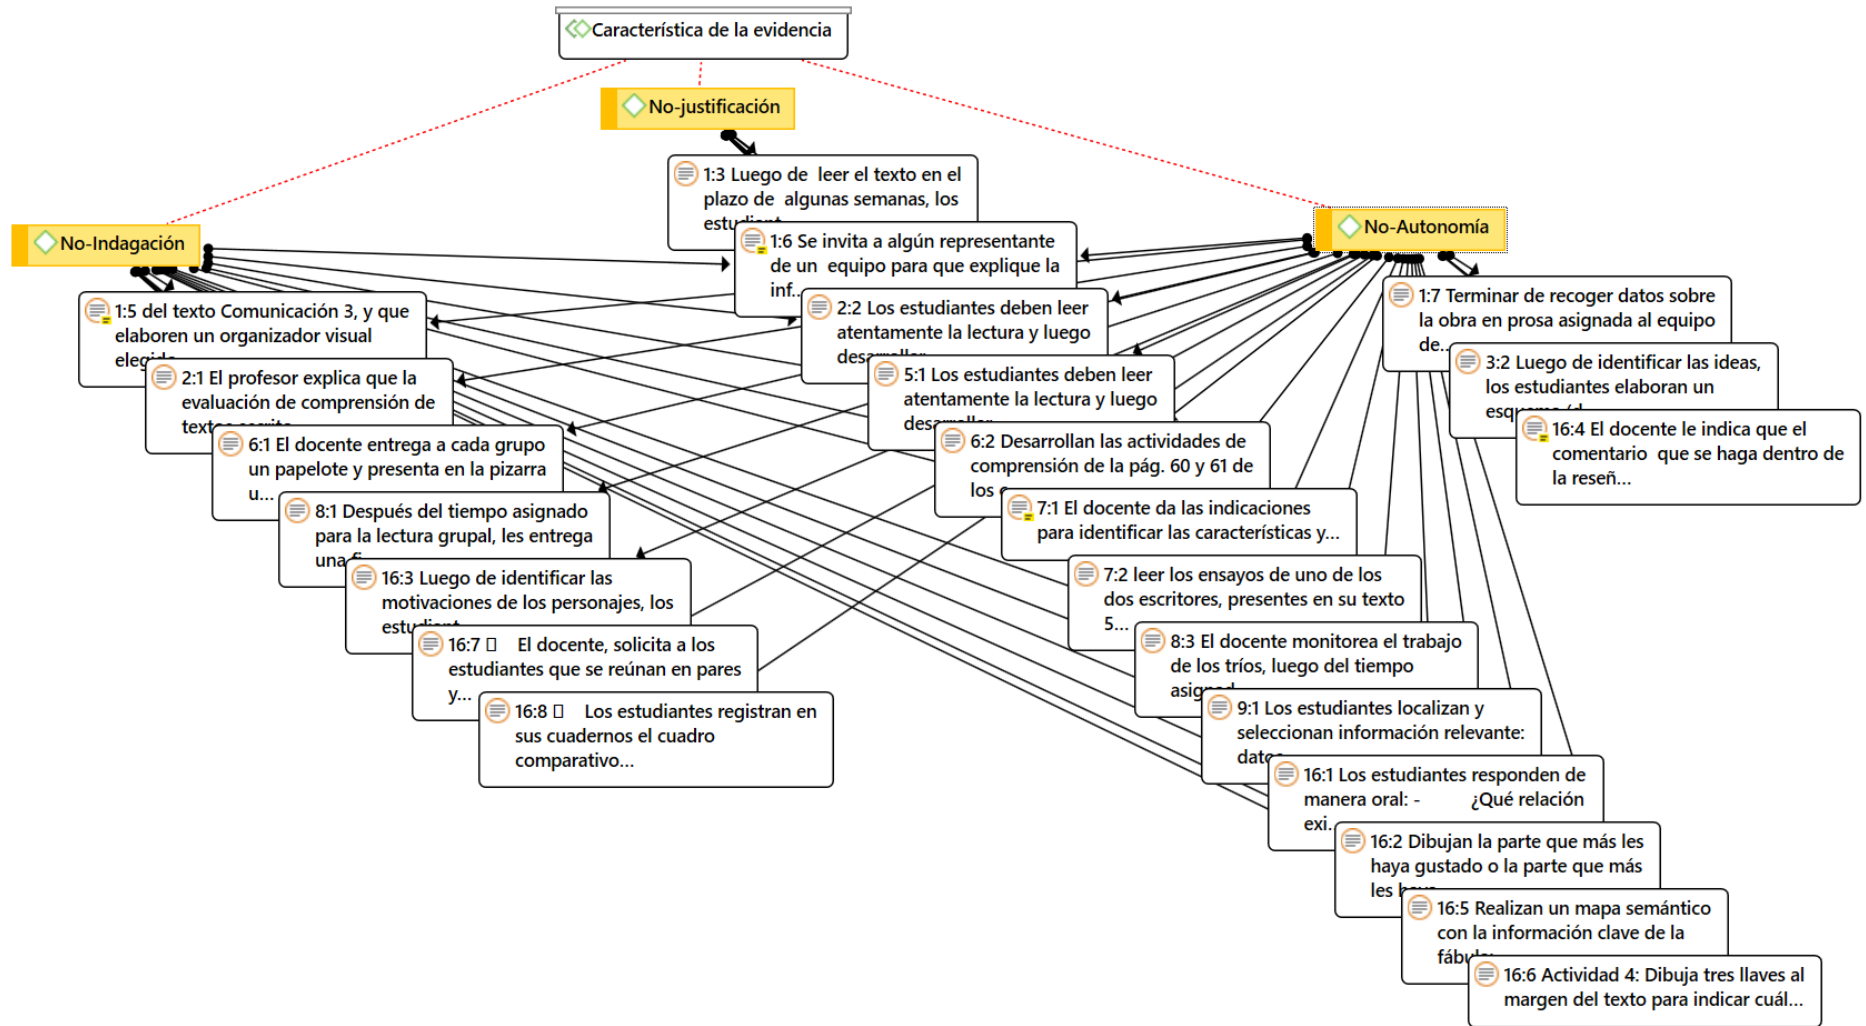 Característica de la evidencia
No-justificación
1:3 Luego de leer el texto en el
plazo de algunas semanas, los
No-Indagación
No-Autonomía
1:6 Se invita a algún representante
de un equipo para que explique la
inf...
1:5 del texto Comunicación 3, y que
elaboren un organizador visual
2:2 Los estudiantes deben leer
atentamente la lectura y luego
1:7 Terminar de recoger datos sobre
la obra en prosa asignada al equipo
de...
2:1 El profesor explica que la
evaluación de comprensión de
5:1 Los estudiantes deben leer
atentamente la lectura y luego
3:2 Luego de identificar las ideas,
los estudiantes elaboran un
6:1 El docente entrega a cada grupo
un papelote y presenta en la pizarra
u...
6:2 Desarrollan las actividades de
comprensión de la pág. 60 y 61 de
los
16:4 El docente le indica que el
comentario que se haga dentro de
la reseñ...
8:1 Después del tiempo asignado
para la lectura grupal, les entrega
una
7:1 El docente da las indicaciones
para identificar las características y...
16:3 Luego de identificar las
motivaciones de los personajes, los
7:2 leer los ensayos de uno de los
dos escritores, presentes en su texto
5...
16:7 El docente, solicita a los
estudiantes que se reúnan en pares
y...
8:3 El docente monitorea el trabajo
de los tríos, luego del tiempo
16:8 Los estudiantes registran en
sus cuadernos el cuadro
comparativo...
9:1 Los estudiantes localizan y
seleccionan información relevante:
16:1 Los estudiantes responden de
manera oral: - ¿Qué relación
exi...
16:2 Dibujan la parte que más les
haya gustado o la parte que más
les
16:5 Realizan un mapa semántico
con la información clave de la
16:6 Actividad 4: Dibuja tres llaves al
margen del texto para indicar cuál...